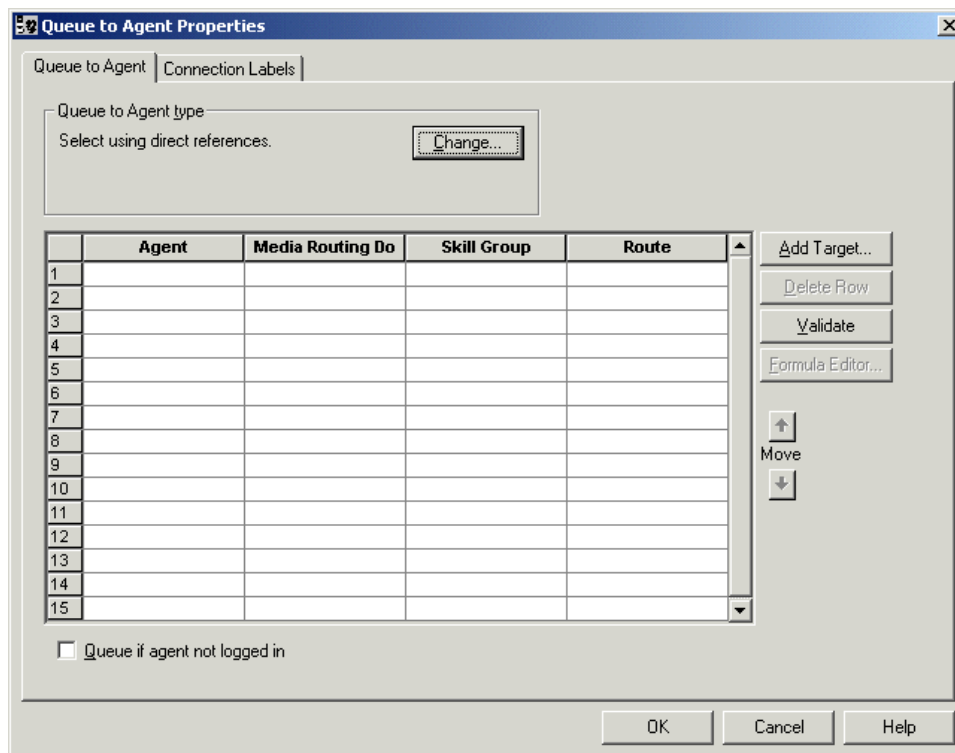 Queue to Agent Properties
Queue to Agent
Connection Labels
Queue to Agent type
Select using direct references.
Change...
Agent
Media Routing Do
Skill Group
Route
1
2
3
4
5
6
7
8
9
10
11
12
13
14
15
Add Target...
Delete Row
Validate
Formula Editor...
Move
Queue if agent not logged in
OK
Cancel
Help